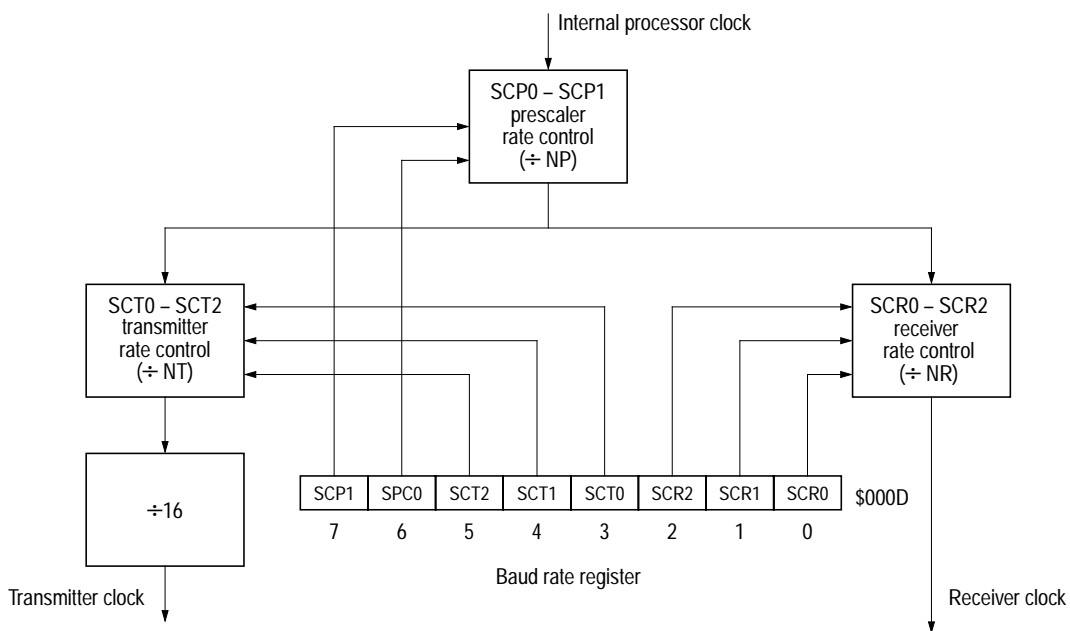 Internal processor clock
SCP0 – SCP1
prescaler
rate control
(÷ NP)
SCT0 – SCT2
transmitter
rate control
(÷ NT)
SCR0 – SCR2
receiver
rate control
(÷ NR)
÷16
SCP1 SPC0 SCT2 SCT1 SCT0 SCR2 SCR1 SCR0 $000D
7 6 5 4 3 2 1 0
Baud rate register
Transmitter clock
Receiver clock